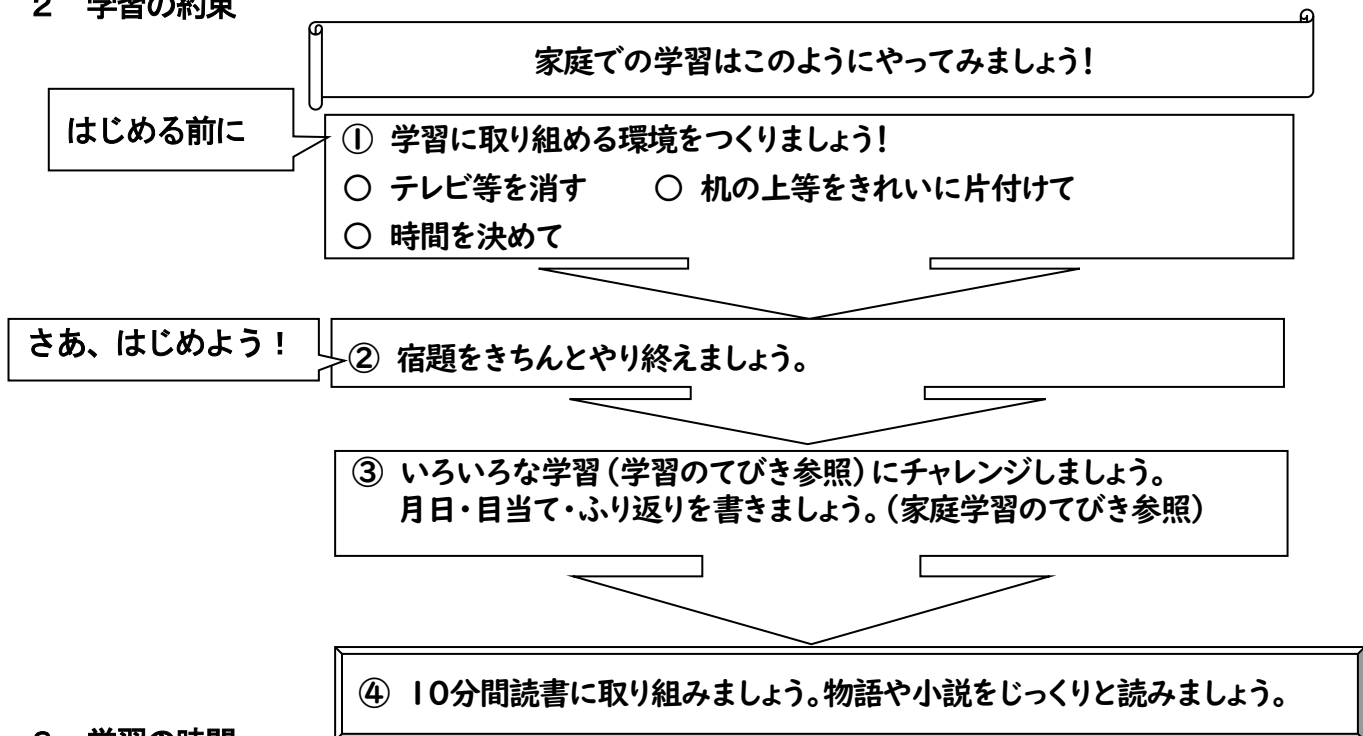 2 学習の約束
家庭での学習はこのようにやってみましょう！
はじめる前に
① 学習に取り組める環境をつくりましょう！
○ テレビ等を消す ○ 机の上等をきれいに片付けて
○ 時間を決めて
さあ、はじめよう！
② 宿題をきちんとやり終えましょう。
③ いろいろな学習（学習のてびき参照）にチャレンジしましょう。
月日・目当て・ふり返りを書きましょう。（家庭学習のてびき参照）
④ 10分間読書に取り組みましょう。物語や小説をじっくりと読みましょう。
学習の時間